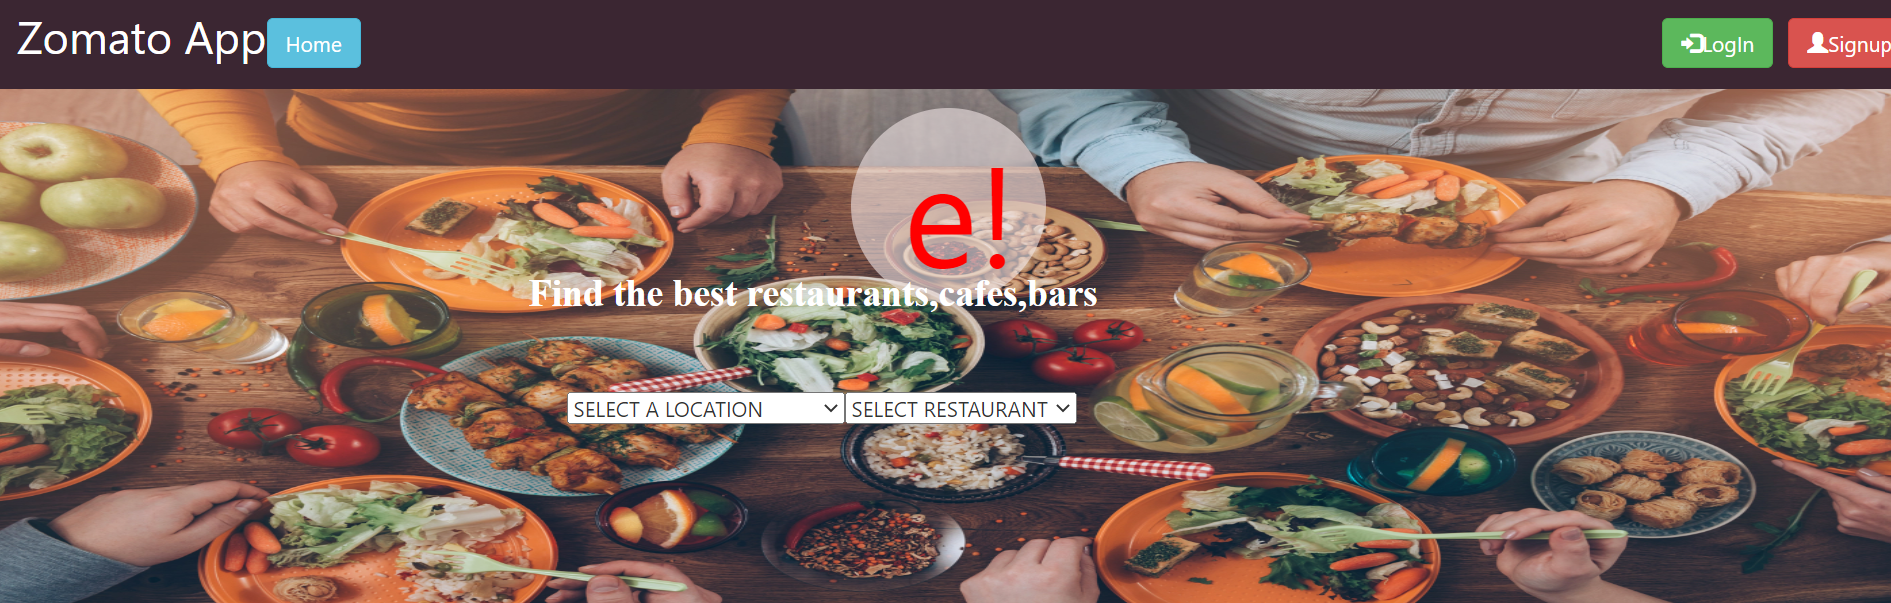 Zomato App Home LogIn Signup
e!
Find the best restaurants,cafes,bars
SELECT A LOCATION SELECT RESTAURANT